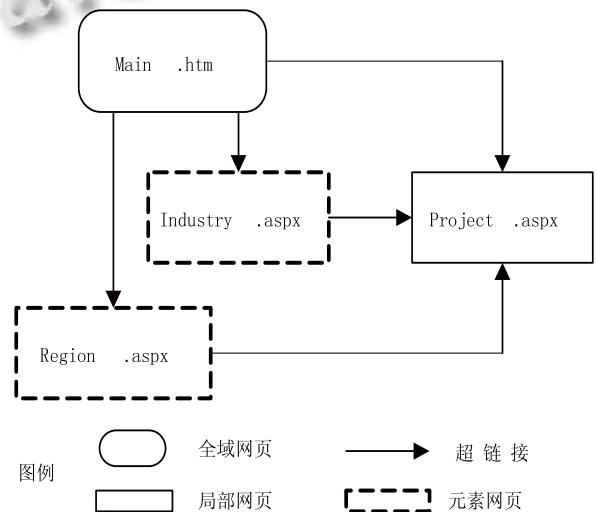 Main .htm
Industry .aspx
Project .aspx
Region .aspx
图例
全域网页
超链接
局部网页
元素网页